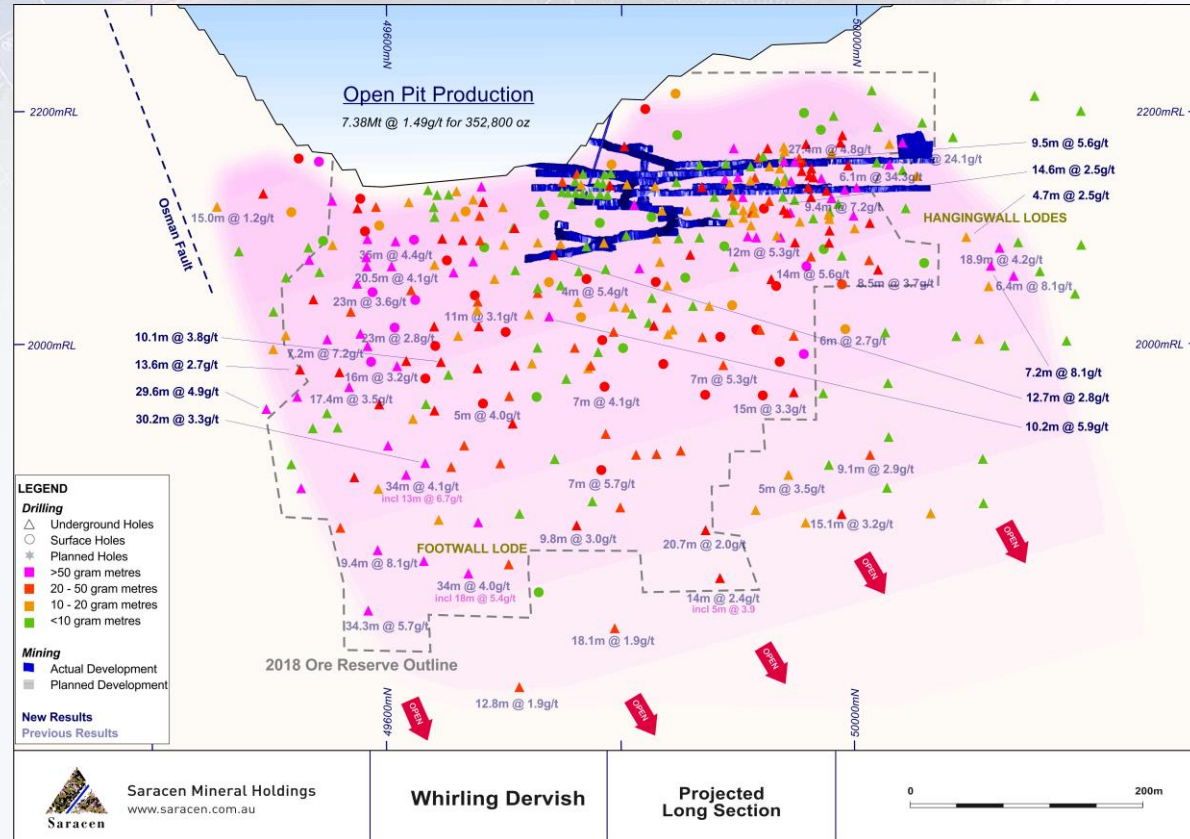 49600mN
50000mN
2200mRL
2200mRL
Open Pit Production
7.38Mt @ 1.49g/t for 352,800 oz
27.4m @ 4.8g/t
24.1g/t
6.1m @ 34.3g/t
9.5m @ 5.6g/t
14.6m @ 2.5g/t
4.7m @ 2.5g/t
Osman Fault
15.0m @ 1.2g/t
9.4m @ 7.2g/t
HANGINGWALL LODES
35m @ 4.4g/t
12m @ 5.3g/t
18.9m @ 4.2g/t
20.5m @ 4.1g/t
14m @ 5.6g/t
8.5m @ 3.7g/t
6.4m @ 8.1g/t
4m @ 5.4g/t
23m @ 3.6g/t
11m @ 3.1g/t
23m @ 2.8g/t
6m @ 2.7g/t
2000mRL
2000mRL
10.1m @ 3.8g/t
7.2m @ 7.2g/t
13.6m @ 2.7g/t
16m @ 3.2g/t
7m @ 5.3g/t
7.2m @ 8.1g/t
29.6m @ 4.9g/t
17.4m @ 3.5g/t
7m @ 4.1g/t
12.7m @ 2.8g/t
30.2m @ 3.3g/t
5m @ 4.0g/t
15m @ 3.3g/t
10.2m @ 5.9g/t
9.1m @ 2.9g/t
34m @ 4.1g/t
incl 13m @ 6.7g/t
7m @ 5.7g/t
5m @ 3.5g/t
15.1m @ 3.2g/t
9.8m @ 3.0g/t
20.7m @ 2.0g/t
FOOTWALL LODE
9.4m @ 8.1g/t
34m @ 4.0g/t
incl 18m @ 5.4g/t
14m @ 2.4g/t
incl 5m @ 3.9
34.3m @ 5.7g/t
18.1m @ 1.9g/t
12.8m @ 1.9g/t
2018 Ore Reserve Outline
OPEN
OPEN
OPEN
OPEN
OPEN
49600mN
50000mN
LEGEND
Drilling
Underground Holes
Surface Holes
Planned Holes
>50 gram metres
20 - 50 gram metres
10 - 20 gram metres
<10 gram metres
Mining
Actual Development
Planned Development
New Results
Previous Results
Saracen
Saracen Mineral Holdings
www.saracen.com.au
Whirling Dervish
Projected
Long Section
0
200m